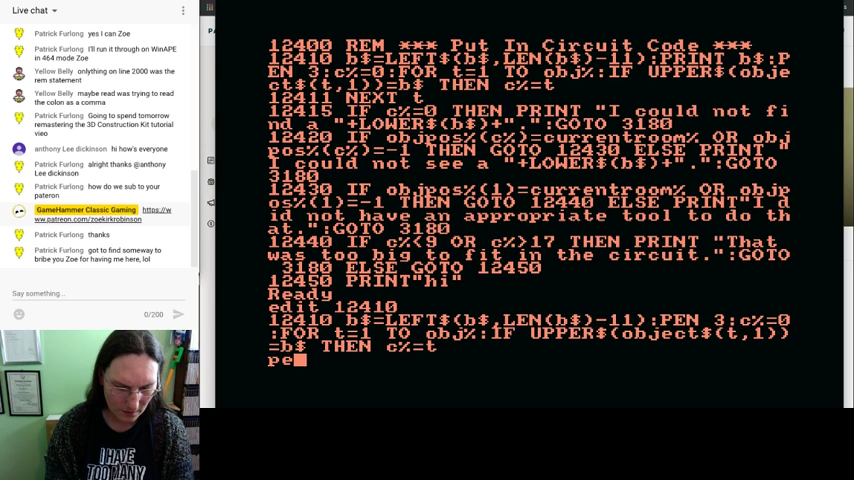 Live chat
Patrick Furlong yes I can Zoe
Patrick Furlong I'll run it through on WinAPE
in 464 mode Zoe
Yellow Belly onlything on line 2000 was the
rem statement
Yellow Belly maybe read was trying to read
the colon as a comma
Patrick Furlong Going to spend tomorrow
remastering the 3D Construction Kit tutorial
vieo
anthony Lee dickinson hi how's everyone
Patrick Furlong alright thanks @anthony
Lee dickinson
Patrick Furlong how do we sub to your
pateron
GameHammer Classic Gaming https://w
ww.patreon.com/zoekirkrobinson
Patrick Furlong thanks
Patrick Furlong got to find someway to
bribe you Zoe for having me here, lol
Say something...
0/200
12400 REM *** Put In Circuit Code ***
12410 b$=LEFT$(b$,LEN(b$)-11):PRINT b$:P
EN 3:c%=0:FOR t=1 TO obj%:IF UPPER$(obje
ct$(t,1))=b$ THEN c%=t
12411 NEXT t
12415 IF c%=0 THEN PRINT "I could not fi
nd a "+LOWER$(b$)+".":GOTO 3180
12420 IF objpos%(c%)=currentroom% OR obj
pos%(c%)=-1 THEN GOTO 12430 ELSE PRINT "
I could not see a "+LOWER$(b$)+".":GOTO
3180
12430 IF objpos%(1)=currentroom% OR objp
os%(1)=-1 THEN GOTO 12440 ELSE PRINT"I d
id not have an appropriate tool to do th
at.":GOTO 3180
12440 IF c%<9 OR c%>17 THEN PRINT "That
was too big to fit in the circuit.":GOTO
3180 ELSE GOTO 12450
12450 PRINT"hi"
Ready
edit 12410
12410 b$=LEFT$(b$,LEN(b$)-11):PEN 3:c%=0
:FOR t=1 TO obj%:IF UPPER$(object$(t,1))
=b$ THEN c%=t
pe
I HAVE
TOO MANY